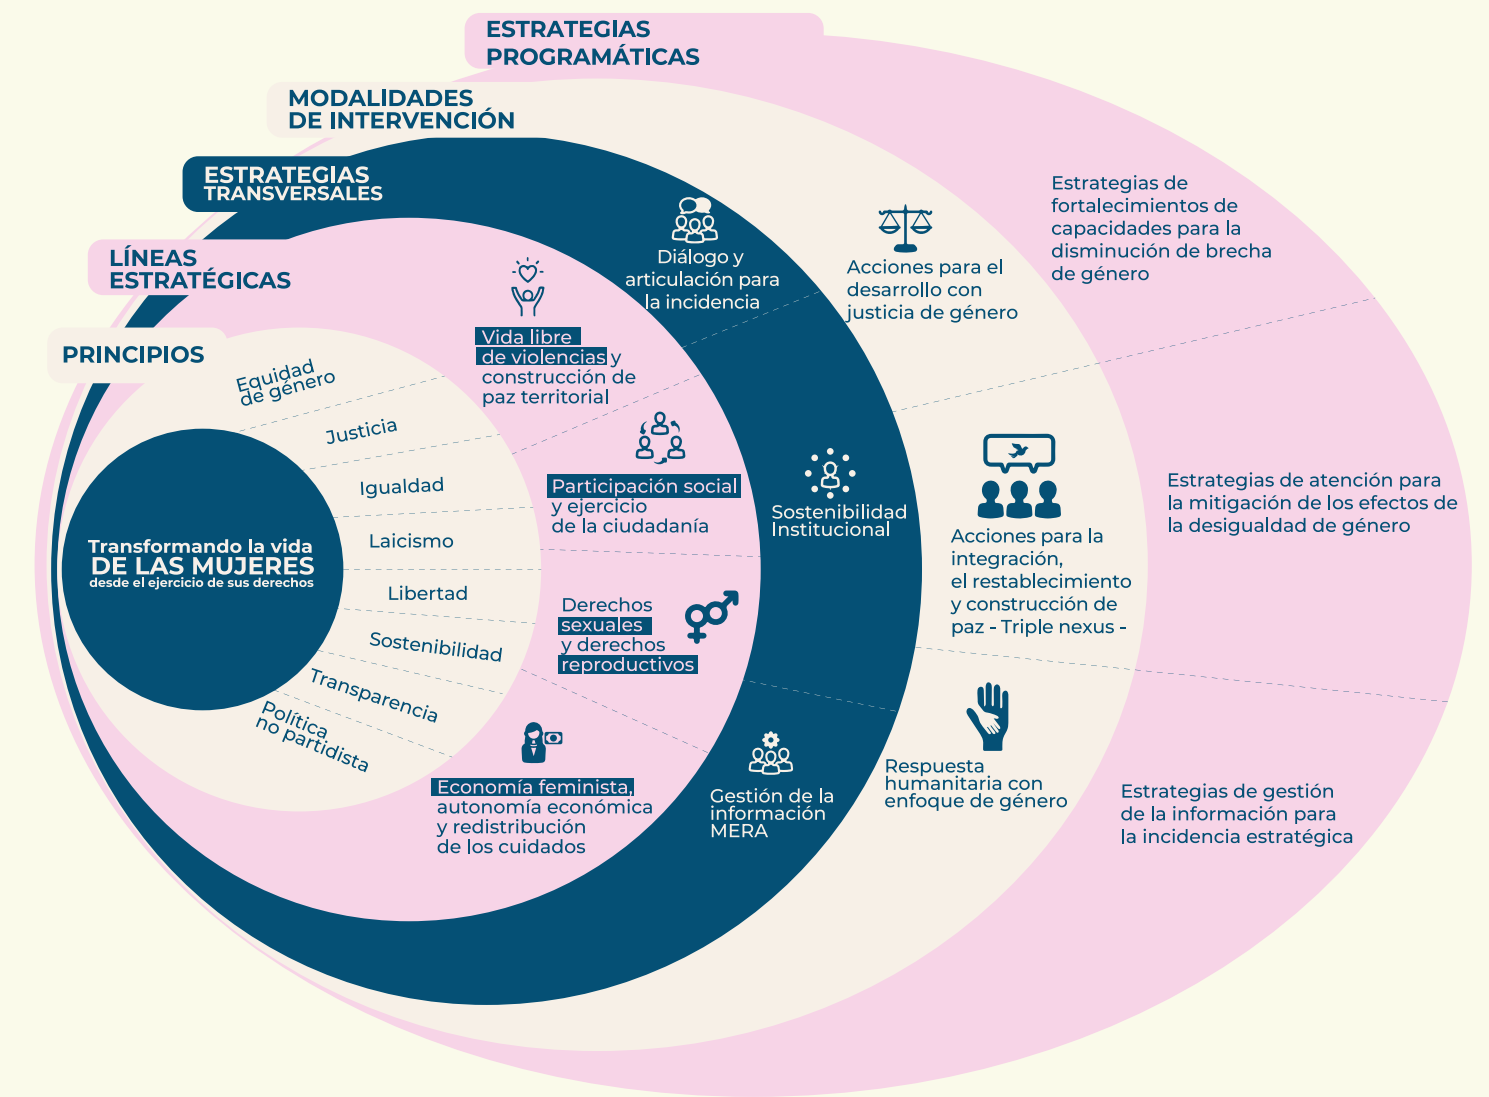 ESTRATEGIAS
PROGRAMÁTICAS
MODALIDADES
DE INTERVENCIÓN
ESTRATEGIAS
TRANSVERSALES
LÍNEAS
ESTRATÉGICAS
PRINCIPIOS
Transformando la vida
DE LAS MUJERES
desde el ejercicio de sus derechos
Equidad
de género
Justicia
Igualdad
Laicismo
Libertad
Sostenibilidad
Transparencia
Política
no partidista
Vida libre
de violencias y
construcción de
paz territorial
Participación social
y ejercicio
de la ciudadanía
Derechos
sexuales
y derechos
reproductivos
Economía feminista,
autonomía económica
y redistribución
de los cuidados
Diálogo y
articulación para
la incidencia
Sostenibilidad
Institucional
Gestión de la
información
MERA
Acciones para el
desarrollo con
justicia de género
Acciones para la
integración,
el restablecimiento
y construcción de
paz - Triple nexus -
Respuesta
humanitaria con
enfoque de género
Estrategias de
fortalecimientos de
capacidades para la
disminución de brecha
de género
Estrategias de atención para
la mitigación de los efectos de
la desigualdad de género
Estrategias de gestión
de la información para
la incidencia estratégica